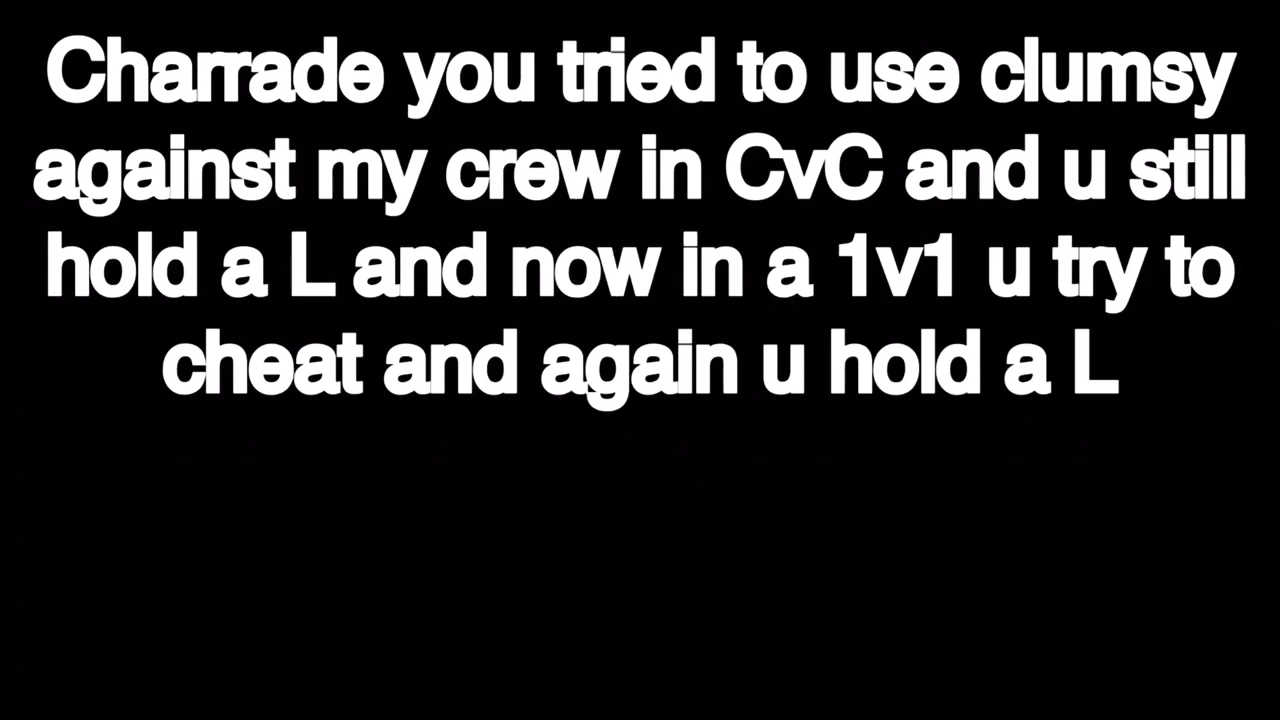 Charrade you tried to use clumsy
against my crew in CvC and u still
hold a L and now in a 1v1 u try to
cheat and again u hold a L